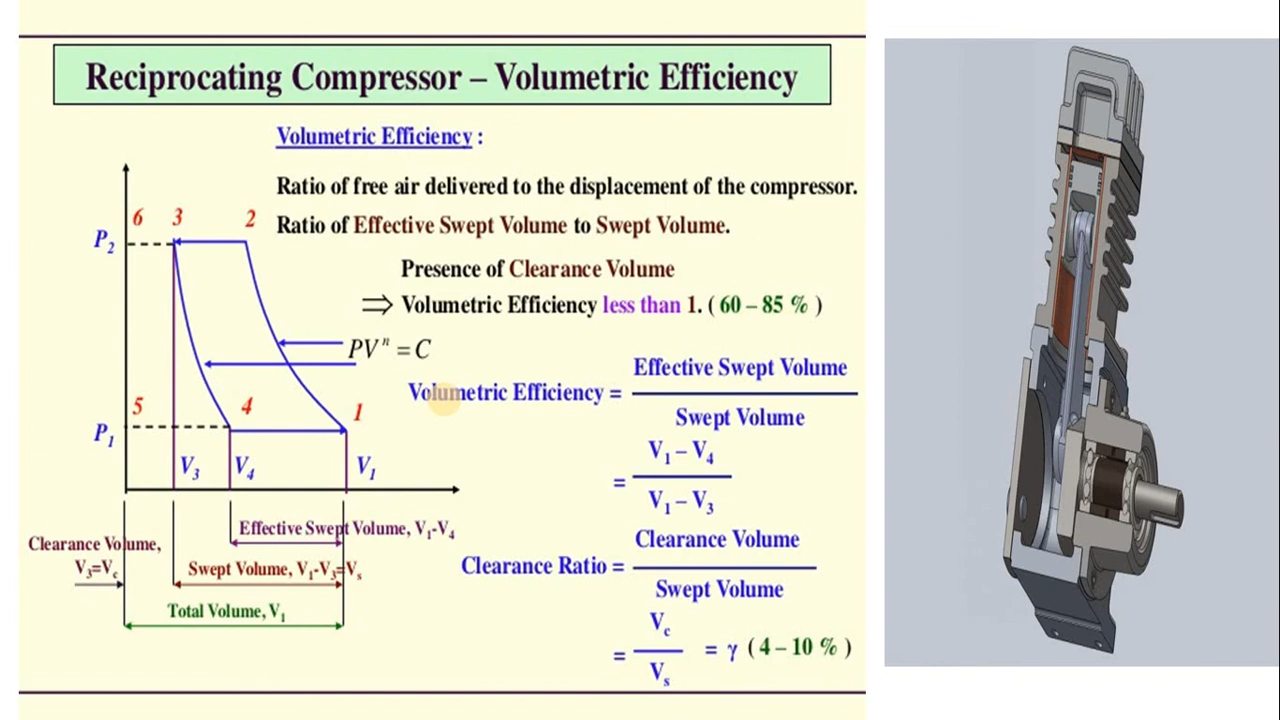 Reciprocating Compressor – Volumetric Efficiency
Volumetric Efficiency :
Ratio of free air delivered to the displacement of the compressor.
Ratio of Effective Swept Volume to Swept Volume.
Presence of Clearance Volume
⇒ Volumetric Efficiency less than 1. ( 60 – 85 % )
6 3 2
P₂
PVⁿ = C
5 4 1
P₁
V₃ V₄ V₁
Effective Swept Volume, V₁-V₄
Clearance Volume,
V₃=V꜀
Swept Volume, V₁-V₃=Vₛ
Total Volume, V₁
Effective Swept Volume
Volumetric Efficiency =
Swept Volume
V₁ – V₄
=
V₁ – V₃
Clearance Volume
Clearance Ratio =
Swept Volume
V꜀
= = γ ( 4 – 10 % )
Vₛ